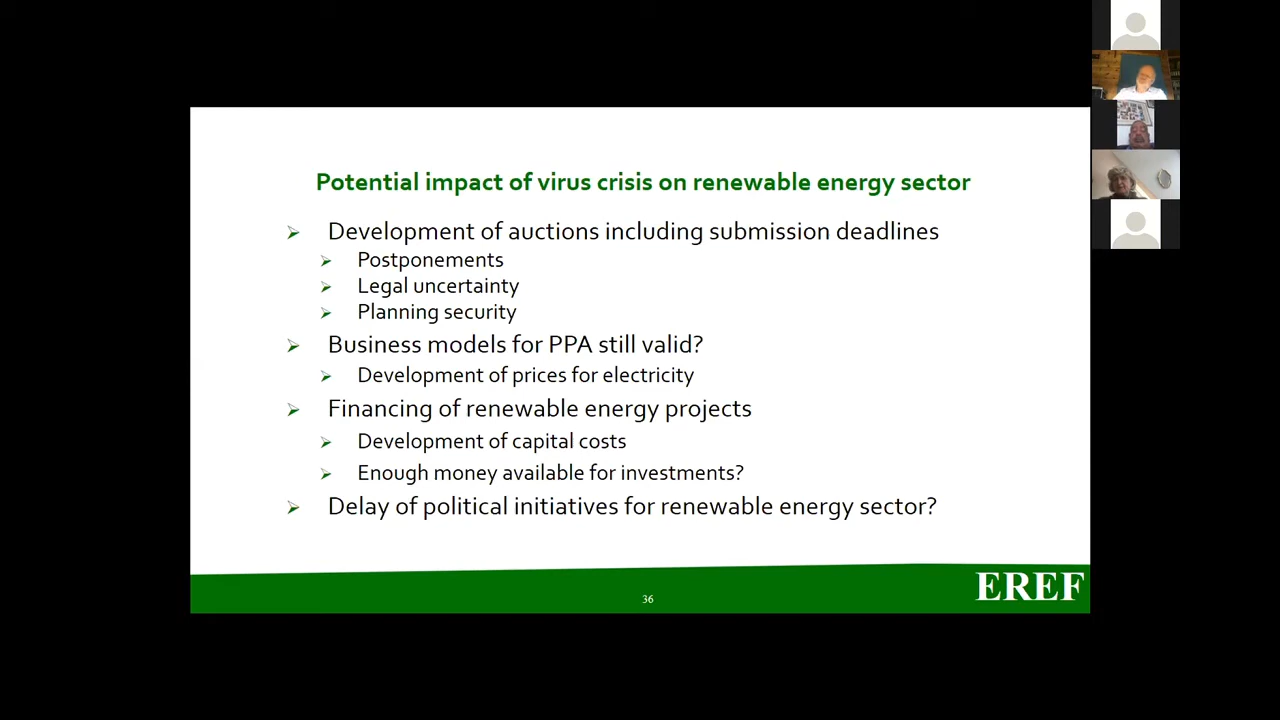 Potential impact of virus crisis on renewable energy sector
Development of auctions including submission deadlines
Postponements
Legal uncertainty
Planning security
Business models for PPA still valid?
Development of prices for electricity
Financing of renewable energy projects
Development of capital costs
Enough money available for investments?
Delay of political initiatives for renewable energy sector?
36
EREF